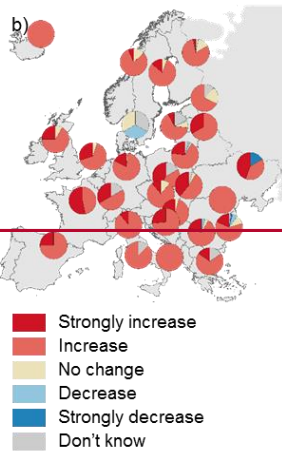 b)
Strongly increase
Increase
No change
Decrease
Strongly decrease
Don't know